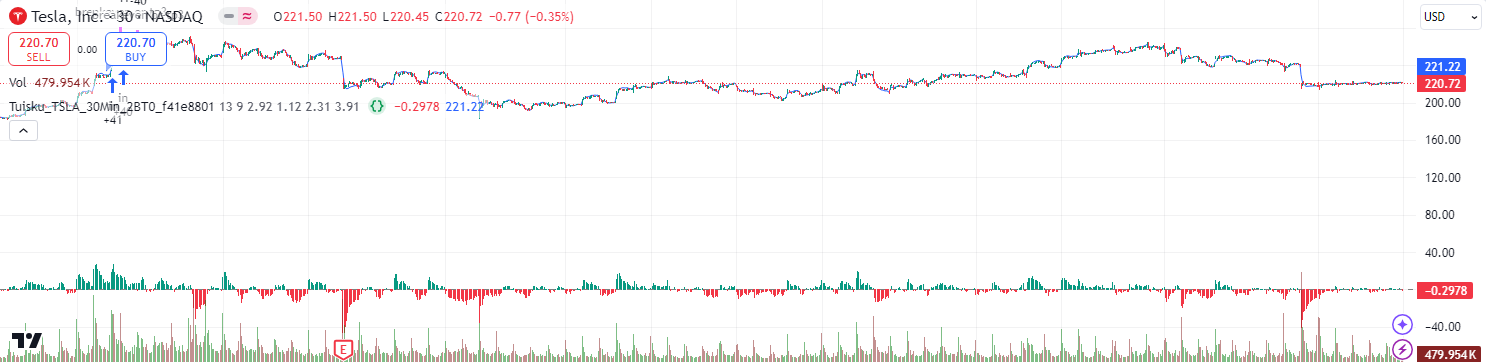 Tesla, Inc. · 30 · NASDAQ O221.50 H221.50 L220.45 C220.72 −0.77 (−0.35%)
USD
220.70 SELL
0.00
220.70 BUY
221.22
220.72
Vol 479.954K
200.00
Tuisku_TSLA_30Min_2BT0_f41e8801 13 9 2.92 1.12 2.31 3.91 −0.2978 221.22
+41
160.00
120.00
80.00
40.00
−0.2978
−40.00
E
479.954K